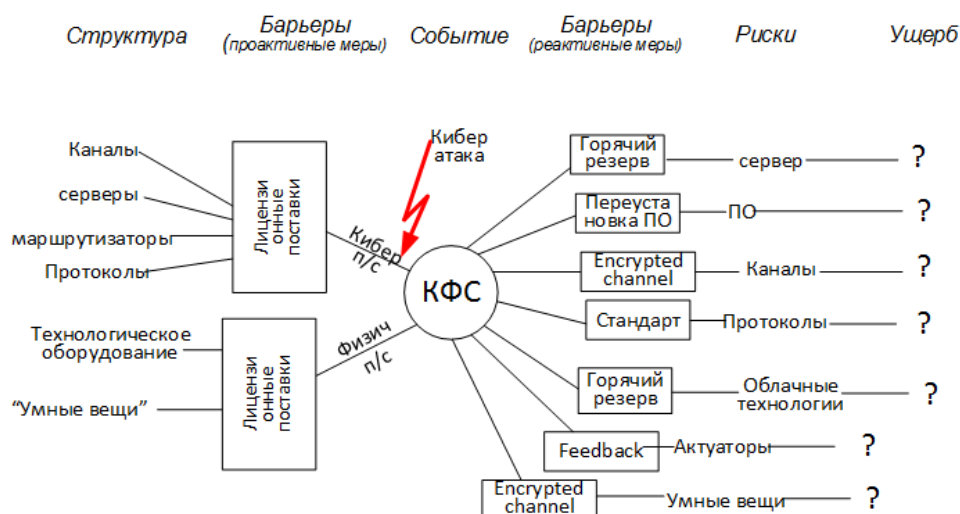 Структура
Барьеры
(проактивные меры)
Событие
Барьеры
(реактивные меры)
Риски
Ущерб
Каналы
серверы
маршрутизаторы
Протоколы
Лицензи
онные
поставки
Кибер
п/с
Кибер
атака
КФС
Технологическое
оборудование
“Умные вещи”
Лицензи
онные
поставки
Физич
п/с
Горячий
резерв
сервер
?
Переуста
новка ПО
ПО
?
Encrypted
channel
Каналы
?
Стандарт
Протоколы
?
Горячий
резерв
Облачные
технологии
?
Feedback
Актуаторы
?
Encrypted
channel
Умные вещи
?